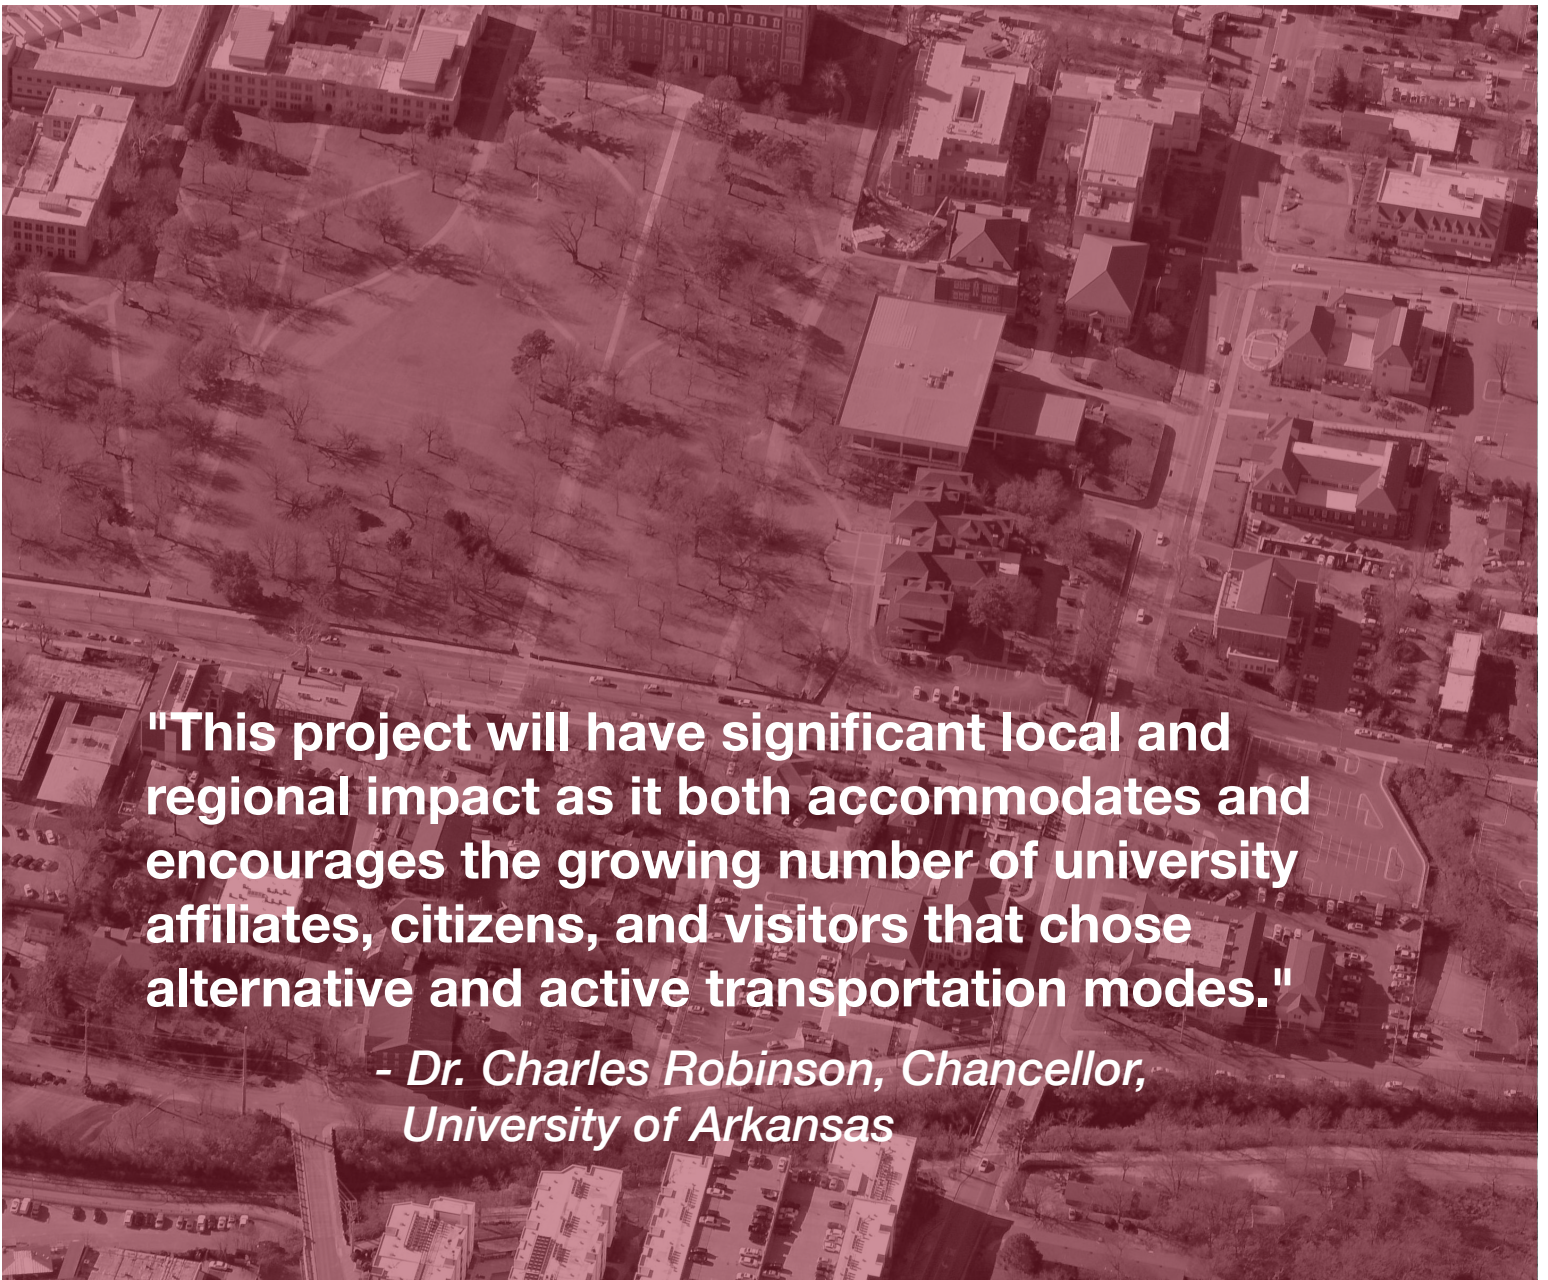 "This project will have significant local and
regional impact as it both accommodates and
encourages the growing number of university
affiliates, citizens, and visitors that chose
alternative and active transportation modes."
- Dr. Charles Robinson, Chancellor,
University of Arkansas